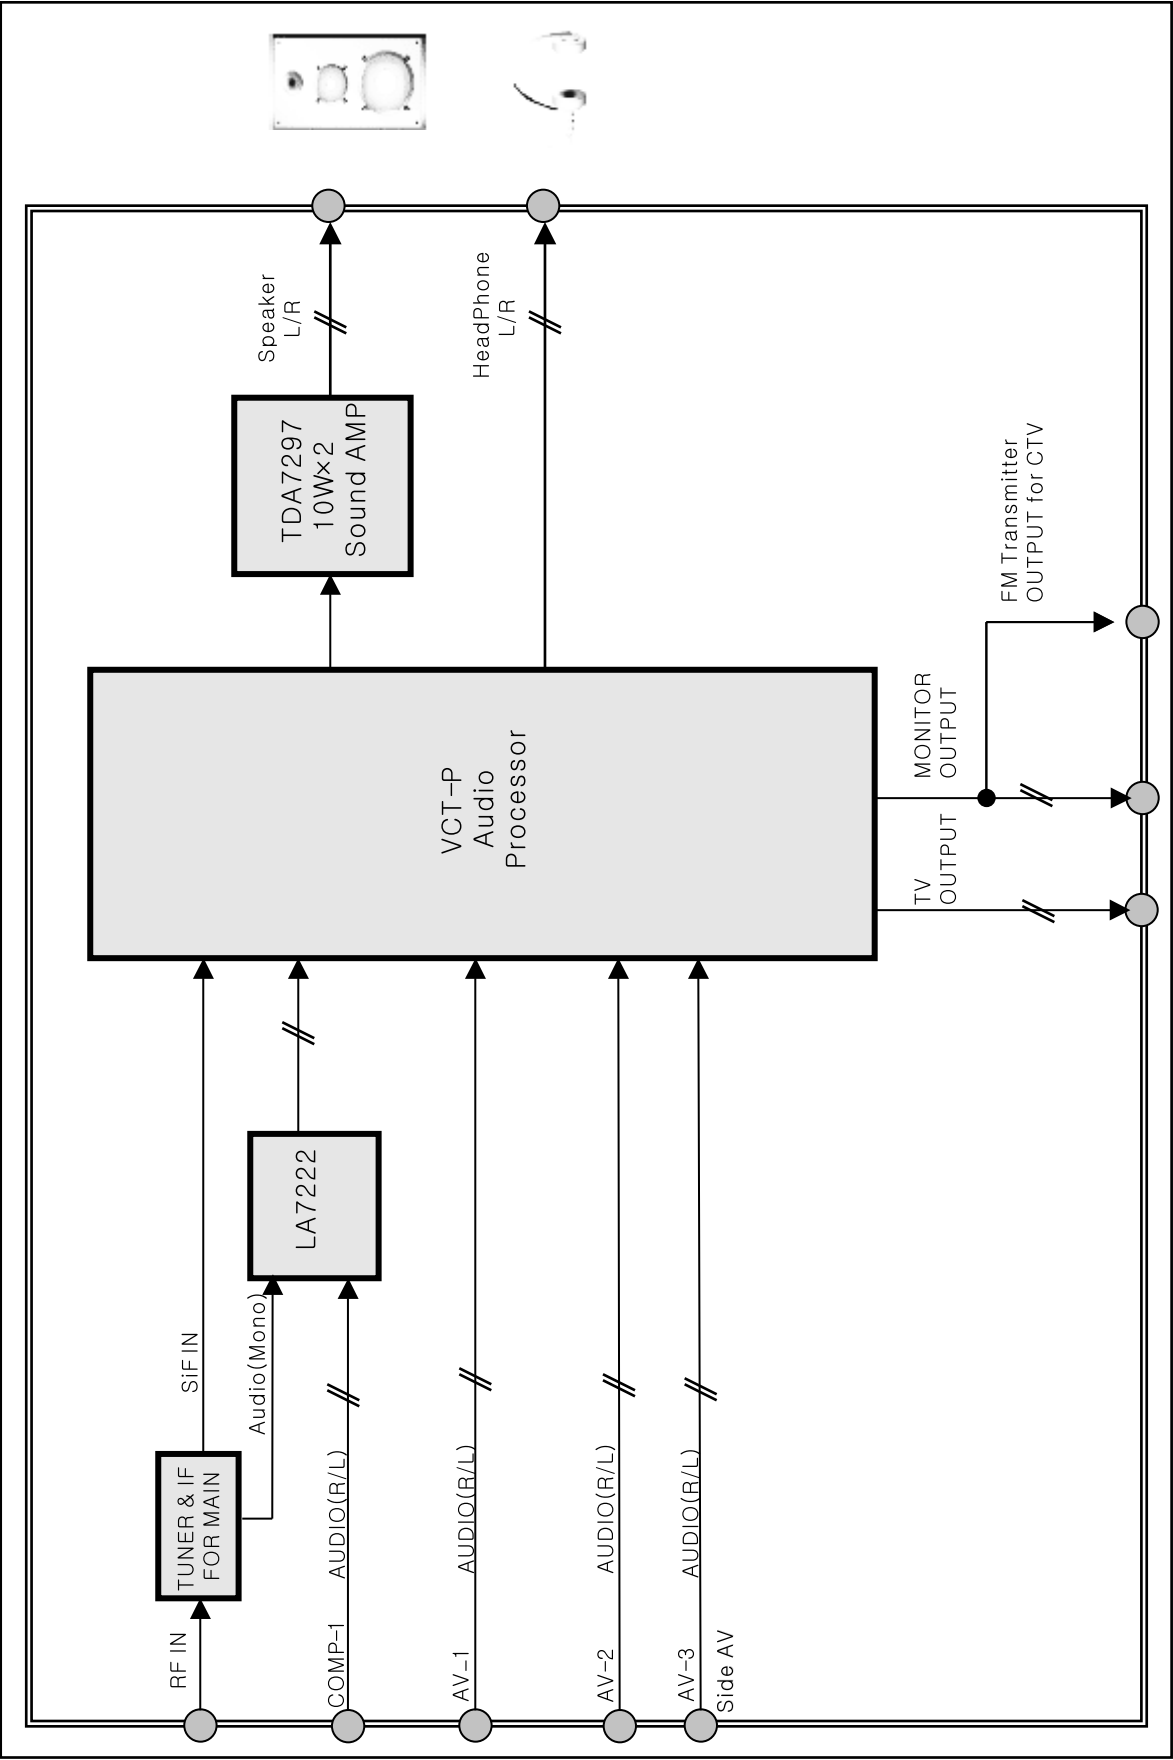 RF IN
TUNER & IF
FOR MAIN
SiF IN
Audio(Mono)
COMP-1
AUDIO(R/L)
LA7222
AV-1
AUDIO(R/L)
AV-2
AUDIO(R/L)
AV-3
Side AV
AUDIO(R/L)
VCT-P
Audio
Processor
TDA7297
10W×2
Sound AMP
Speaker
L/R
HeadPhone
L/R
TV
OUTPUT
MONITOR
OUTPUT
FM Transmitter
OUTPUT for CTV